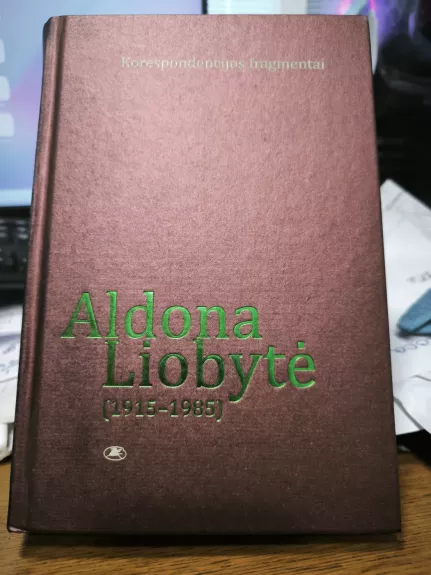 Korespondencijos fragmentai
Aldona
Liobytė
(1915–1985)